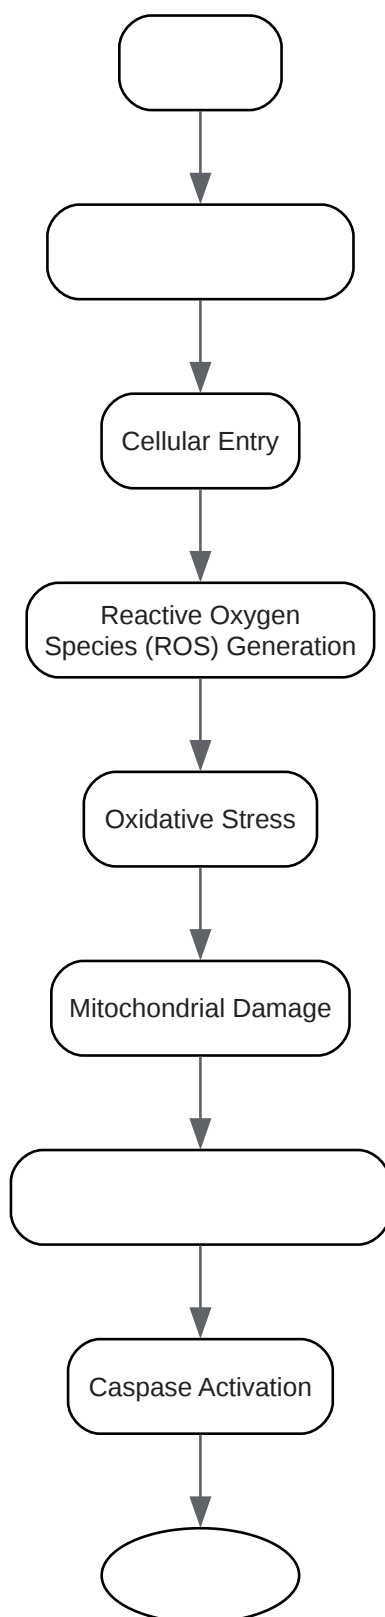 Cellular Entry
Reactive Oxygen
Species (ROS) Generation
Oxidative Stress
Mitochondrial Damage
Caspase Activation